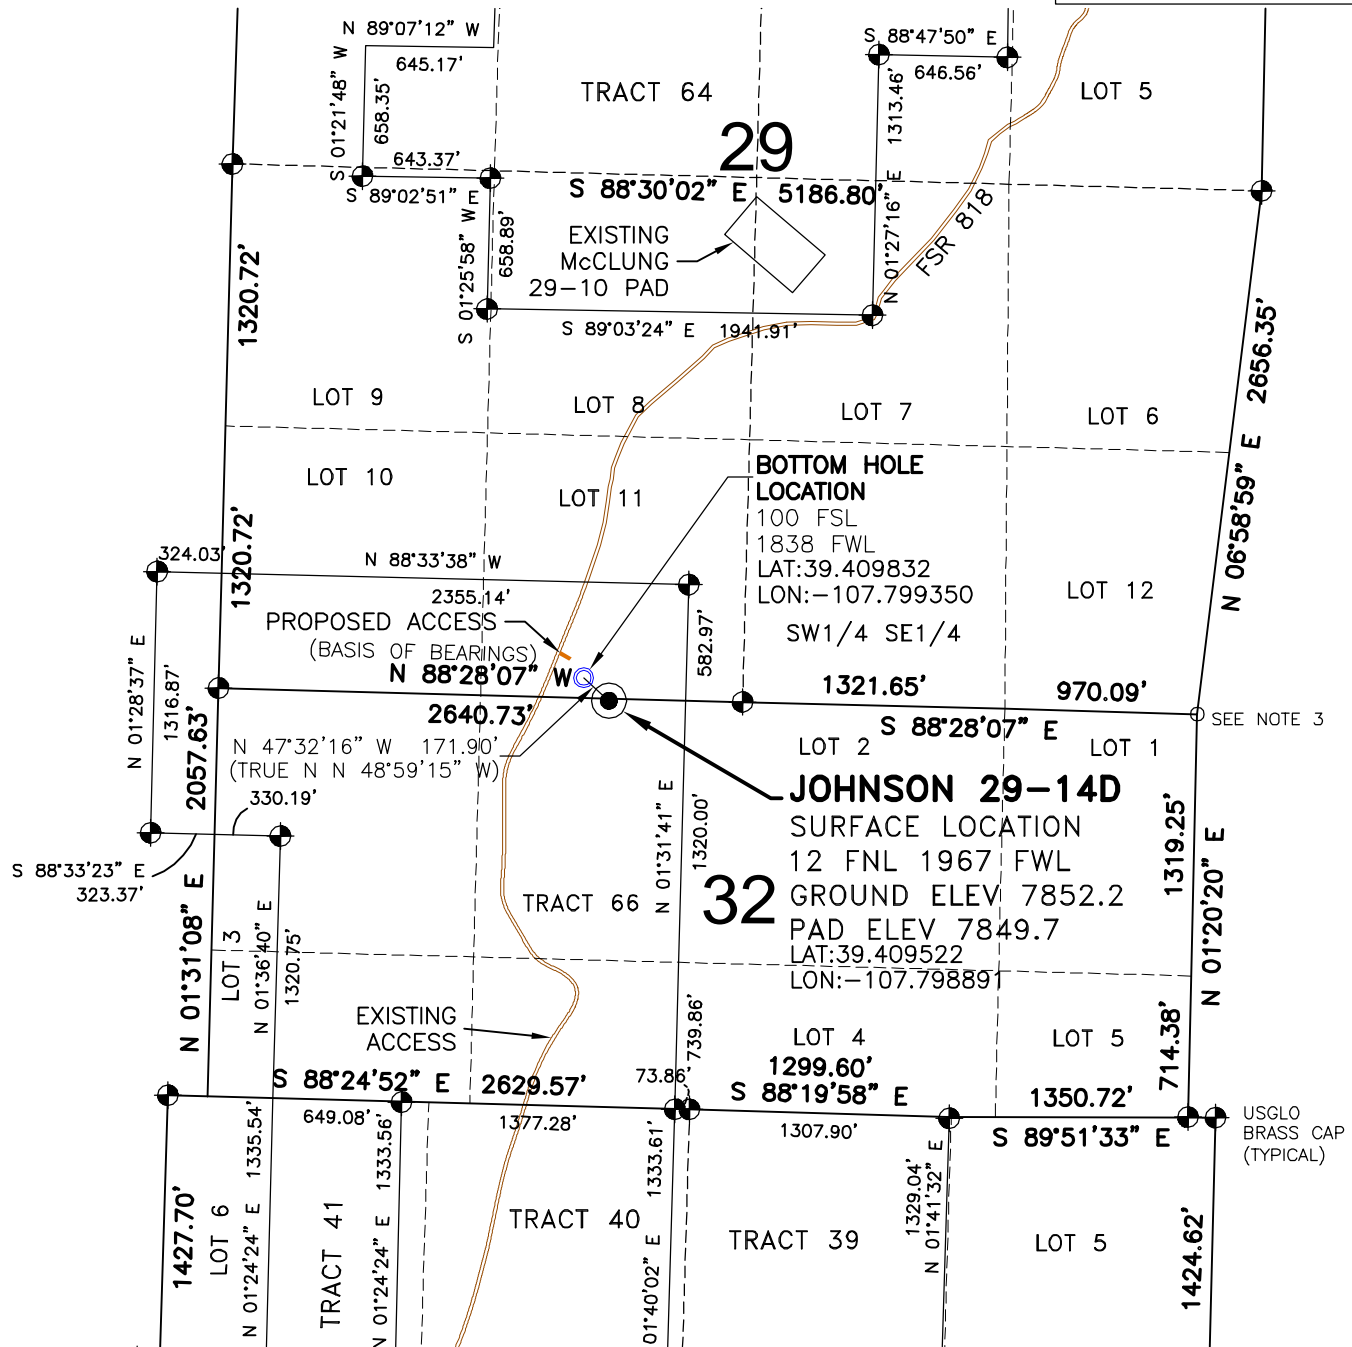 N 89°07'12" W
645.17'
S 01°21'48" W
658.35'
643.37'
S 89°02'51" E
TRACT 64
29
S 88°47'50" E
646.56'
1313.46'
N 01°27'16" E
LOT 5
S 88°30'02" E 5186.80'
S 01°25'58" W
658.89'
EXISTING
McCLUNG
29-10 PAD
FSR 818
S 89°03'24" E 1941.91'
1320.72'
2656.35'
N 06°58'59" E
LOT 9
LOT 8
LOT 7
LOT 6
LOT 10
LOT 11
BOTTOM HOLE
LOCATION
100 FSL
1838 FWL
LAT:39.409832
LON:-107.799350
SW1/4 SE1/4
LOT 12
1320.72'
324.03'
N 88°33'38" W
2355.14'
PROPOSED ACCESS
(BASIS OF BEARINGS)
N 88°28'07" W
2640.73'
582.97'
N 01°28'37" E
1316.87'
1321.65'
970.09'
S 88°28'07" E
SEE NOTE 3
N 47°32'16" W 171.90'
(TRUE N N 48°59'15" W)
LOT 2
LOT 1
2057.63'
N 01°31'08" E
330.19'
S 88°33'23" E
323.37'
JOHNSON 29-14D
SURFACE LOCATION
12 FNL 1967 FWL
GROUND ELEV 7852.2
PAD ELEV 7849.7
LAT:39.409522
LON:-107.798891
N 01°31'41" E
1320.00'
32
1319.25'
N 01°20'20" E
714.38'
TRACT 66
LOT 3
N 01°36'40" E
1320.75'
EXISTING
ACCESS
739.86'
LOT 4
LOT 5
S 88°24'52" E 2629.57'
73.86'
1299.60'
S 88°19'58" E
1350.72'
649.08'
1377.28'
1307.90'
S 89°51'33" E
USGLO
BRASS CAP
(TYPICAL)
1427.70'
LOT 6
N 01°24'24" E 1335.54'
TRACT 41
N 01°24'24" E 1333.56'
TRACT 40
01°40'02" E 1333.61'
TRACT 39
1329.04'
N 01°41'32" E
LOT 5
1424.62'